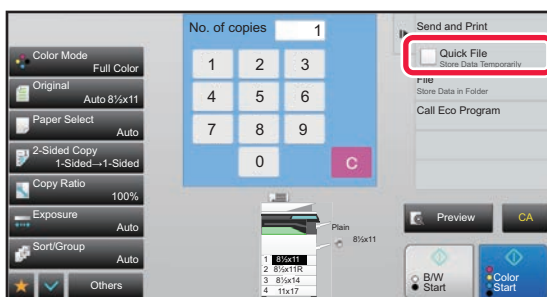 No. of copies 1
Color Mode
Full Color
Original
Auto 8½x11
Paper Select
Auto
2-Sided Copy
1-Sided→1-Sided
Copy Ratio
100%
Exposure
Auto
Sort/Group
Auto
Others
1 2 3
4 5 6
7 8 9
0 C
Plain
8½x11
1 8½x11
2 8½x11R
3 8½x14
4 11x17
Send and Print
Quick File
Store Data Temporarily
File
Store Data in Folder
Call Eco Program
Preview
CA
B/W
Start
Color
Start